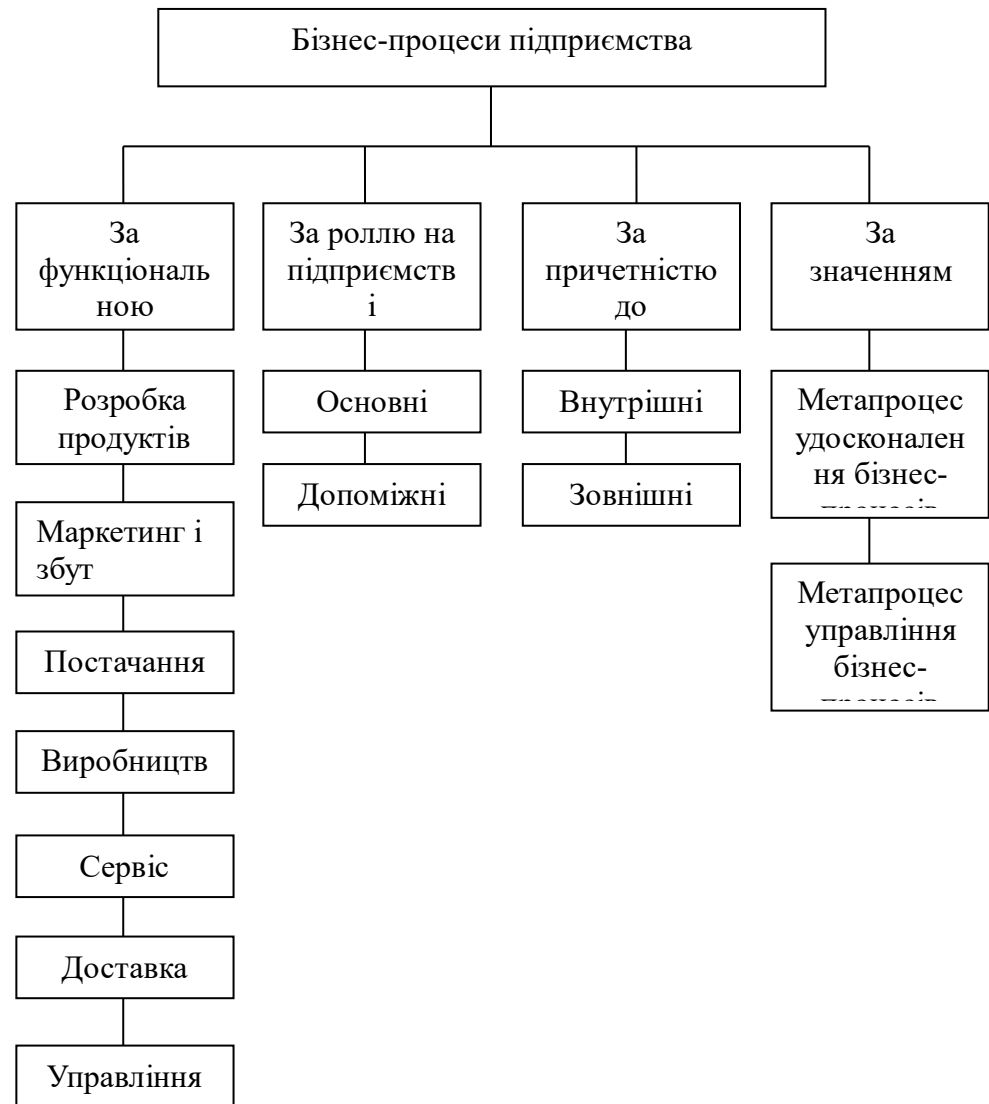 Бізнес-процеси підприємства
За
функціональ
ною
За роллю на
підприємств
і
За
причетністю
до
За
значенням
Розробка
продуктів
Маркетинг і
збут
Постачання
Виробництв
Сервіс
Доставка
Управління
Основні
Допоміжні
Внутрішні
Зовнішні
Метапроцес
удосконален
ня бізнес-
Метапроцес
управління
бізнес-